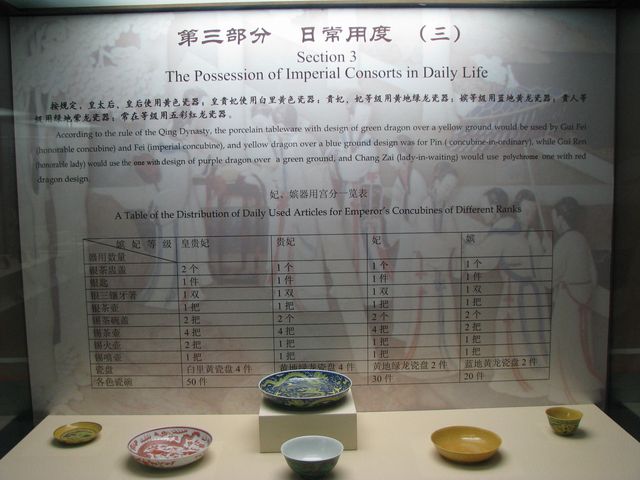 第三部分 日常用度 （三）
Section 3
The Possession of Imperial Consorts in Daily Life
按规定，皇太后、皇后使用黄色瓷器；皇贵妃使用白里黄色瓷器；贵妃、妃等级用黄地绿龙瓷器；嫔等级用蓝地黄龙瓷器；贵人等
级用绿地紫龙瓷器；常在等级用五彩红龙瓷器。
According to the rule of the Qing Dynasty, the porcelain tableware with design of green dragon over a yellow ground would be used by Gui Fei
(honorable concubine) and Fei (imperial concubine), and yellow dragon over a blue ground design was for Pin ( concubine-in-ordinary), while Gui Ren
(honorable lady) would use the one with design of purple dragon over a green ground, and Chang Zai (lady-in-waiting) would use polychrome one with red
dragon design.
妃、嫔器用宫分一览表
A Table of the Distribution of Daily Used Articles for Emperor's Concubines of Different Ranks
嫔妃等级 皇贵妃 贵妃 妃 嫔
器用数量
银茶盅盖 2个 1个 1个 1个
银匙 1件 1件 1件 1件
银三镶牙箸 1双 1双 1双 1双
银茶壶 1把 1把 1把 1把
锡茶碗盖 2把 2个 2个 2个
锡茶壶 4把 4把 4把 2把
锡火壶 2把 1把 1把 1把
锡喷壶 1把 1把 1把 1把
瓷盘 白里黄瓷盘 4件 黄地绿龙瓷盘 4件 黄地绿龙瓷盘 2件 蓝地黄龙瓷盘 2件
各色瓷碗 50件 30件 20件